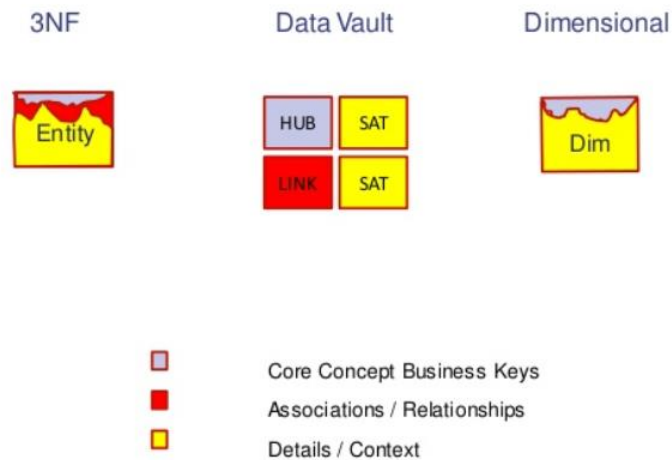 3NF Data Vault Dimensional
Entity HUB SAT Dim
LINK SAT
Core Concept Business Keys
Associations / Relationships
Details / Context